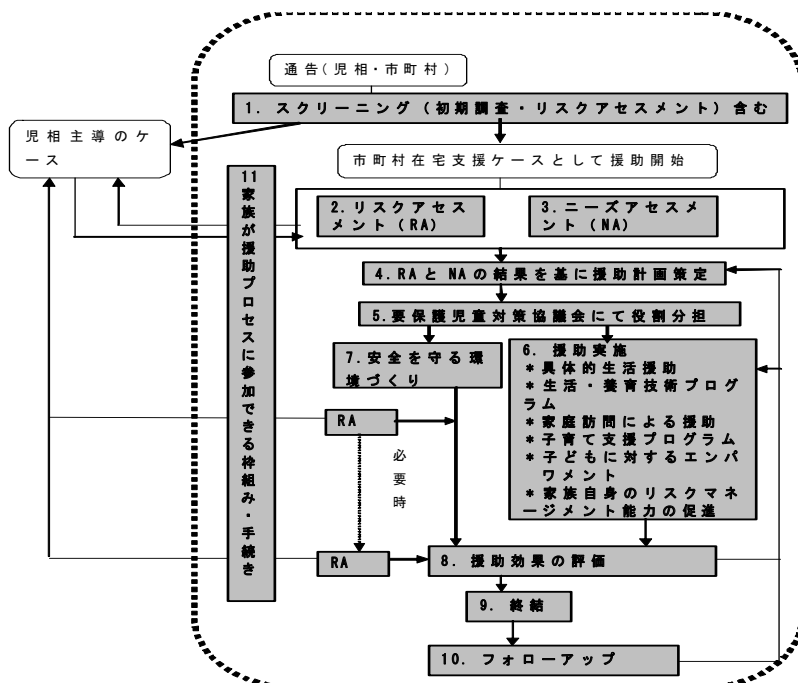 通告(児相・市町村)
1. スクリーニング (初期調査・リスクアセスメント) 含む
児相主導のケ
ース
市町村在宅支援ケースとして援助開始
11
家族が援助プロセスに参加できる枠組み・手続き
2.リスクアセス
メント(RA)
3.ニーズアセスメ
ント(NA)
4.RAとNAの結果を基に援助計画策定
5.要保護児童対策協議会にて役割分担
7.安全を守る環
境づくり
6. 援助実施
*具体的生活援助
*生活・養育技術プログ
ラム
*家庭訪問による援助
*子育て支援プログラム
*子どもに対するエンパ
ワメント
*家族自身のリスクマネ
ージメント能力の促進
RA
必要時
RA
8. 援助効果の評価
9. 終結
10. フォローアップ